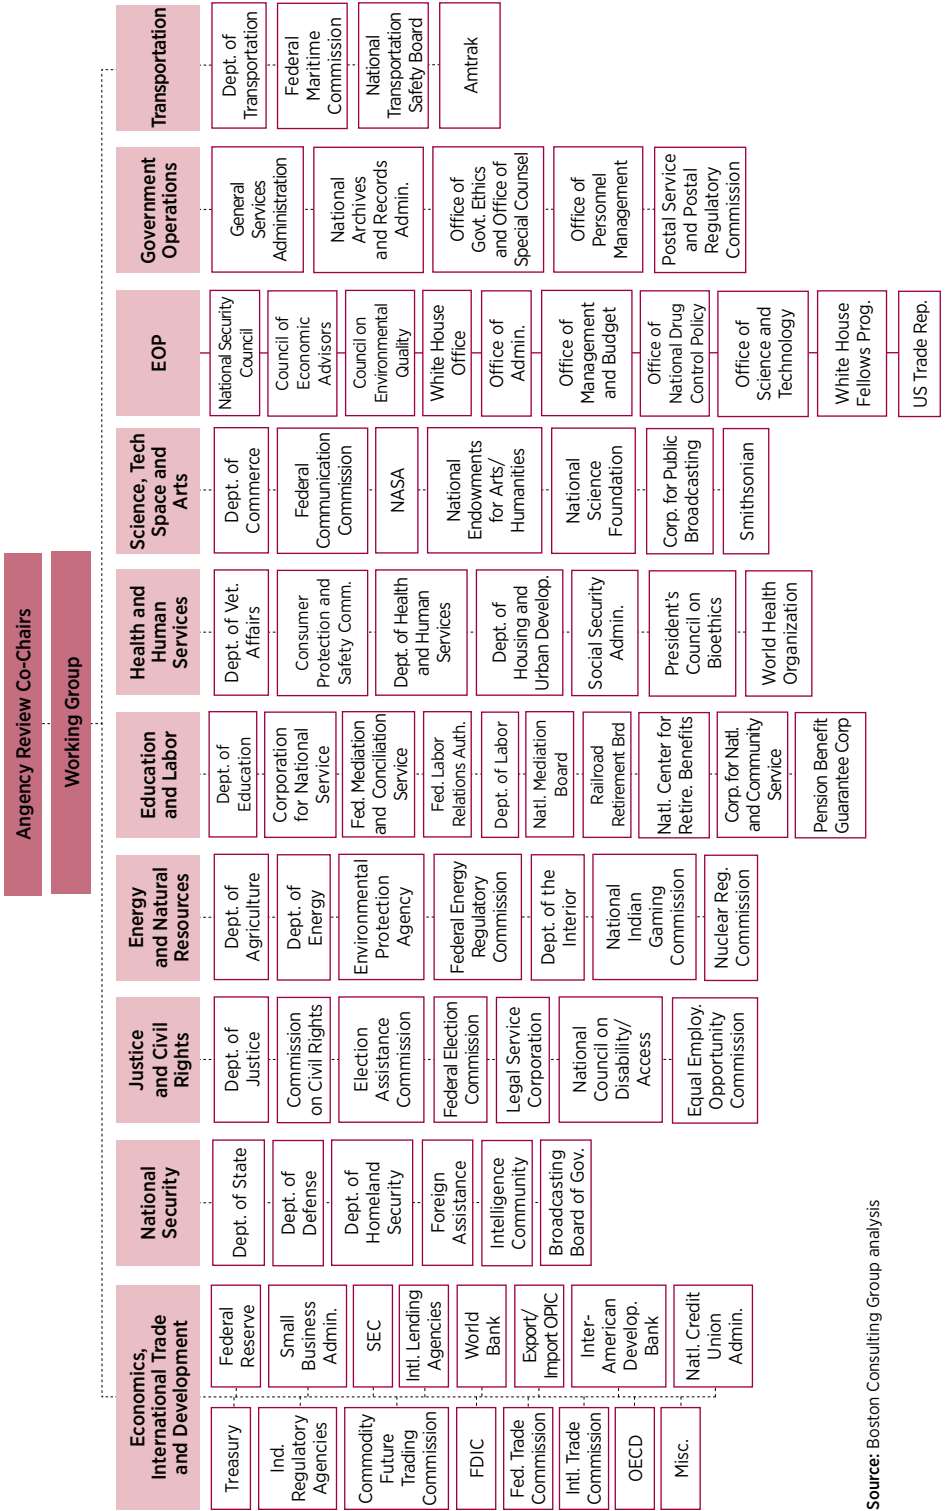 Angency Review Co-Chairs
Working Group
Economics,
International Trade
and Development
Treasury
Ind.
Regulatory
Agencies
Commodity
Future
Trading
Commission
FDIC
Fed. Trade
Commission
Intl. Trade
Commission
OECD
Misc.
Federal
Reserve
Small
Business
Admin.
SEC
Intl. Lending
Agencies
World
Bank
Export/
Import OPIC
Inter-
American
Develop.
Bank
Natl. Credit
Union
Admin.
National
Security
Dept. of State
Dept. of
Defense
Dept. of
Homeland
Security
Foreign
Assistance
Intelligence
Community
Broadcasting
Board of Gov.
Justice
and Civil
Rights
Dept. of
Justice
Commission
on Civil Rights
Election
Assistance
Commission
Federal Election
Commission
Legal Service
Corporation
National
Council on
Disability/
Access
Equal Employ.
Opportunity
Commission
Energy
and Natural
Resources
Dept. of
Agriculture
Dept. of
Energy
Environmental
Protection
Agency
Federal Energy
Regulatory
Commission
Dept. of the
Interior
National
Indian
Gaming
Commission
Nuclear Reg.
Commission
Education
and Labor
Dept. of
Education
Corporation
for National
Service
Fed. Mediation
and Conciliation
Service
Fed. Labor
Relations Auth.
Dept. of Labor
Natl. Mediation
Board
Railroad
Retirement Brd
Natl. Center for
Retire. Benefits
Corp. for Natl.
and Community
Service
Pension Benefit
Guarantee Corp
Health and
Human
Services
Dept. of Vet.
Affairs
Consumer
Protection and
Safety Comm.
Dept. of Health
and Human
Services
Dept. of
Housing and
Urban Develop.
Social Security
Admin.
President's
Council on
Bioethics
World Health
Organization
Science, Tech
Space and
Arts
Dept. of
Commerce
Federal
Communication
Commission
NASA
National
Endowments
for Arts/
Humanities
National
Science
Foundation
Corp. for Public
Broadcasting
Smithsonian
EOP
National Security
Council
Council of
Economic
Advisors
Council on
Environmental
Quality
White House
Office
Office of
Admin.
Office of
Management
and Budget
Office of
National Drug
Control Policy
Office of
Science and
Technology
White House
Fellows Prog.
US Trade Rep.
Government
Operations
General
Services
Administration
National
Archives
and Records
Admin.
Office of
Govt. Ethics
and Office of
Special Counsel
Office of
Personnel
Management
Postal Service
and Postal
Regulatory
Commission
Transportation
Dept. of
Transportation
Federal
Maritime
Commission
National
Transportation
Safety Board
Amtrak
Source: Boston Consulting Group analysis